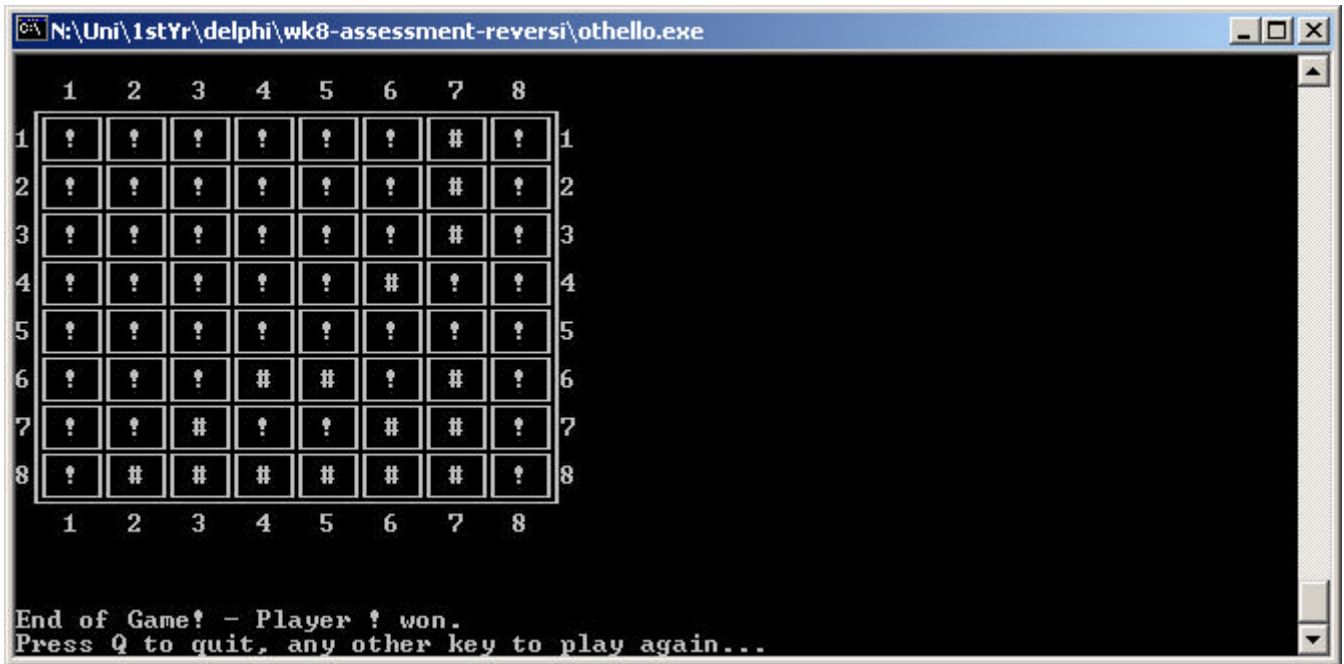 N:\Uni\1stYr\delphi\wk8-assessment-reversi\othello.exe
1 2 3 4 5 6 7 8
1 ! ! ! ! ! ! # ! 1
2 ! ! ! ! ! ! # ! 2
3 ! ! ! ! ! ! # ! 3
4 ! ! ! ! ! # ! ! 4
5 ! ! ! ! ! ! ! ! 5
6 ! ! ! # # ! # ! 6
7 ! ! # ! ! # # ! 7
8 ! # # # # # # ! 8
1 2 3 4 5 6 7 8
End of Game! - Player ! won.
Press Q to quit, any other key to play again...